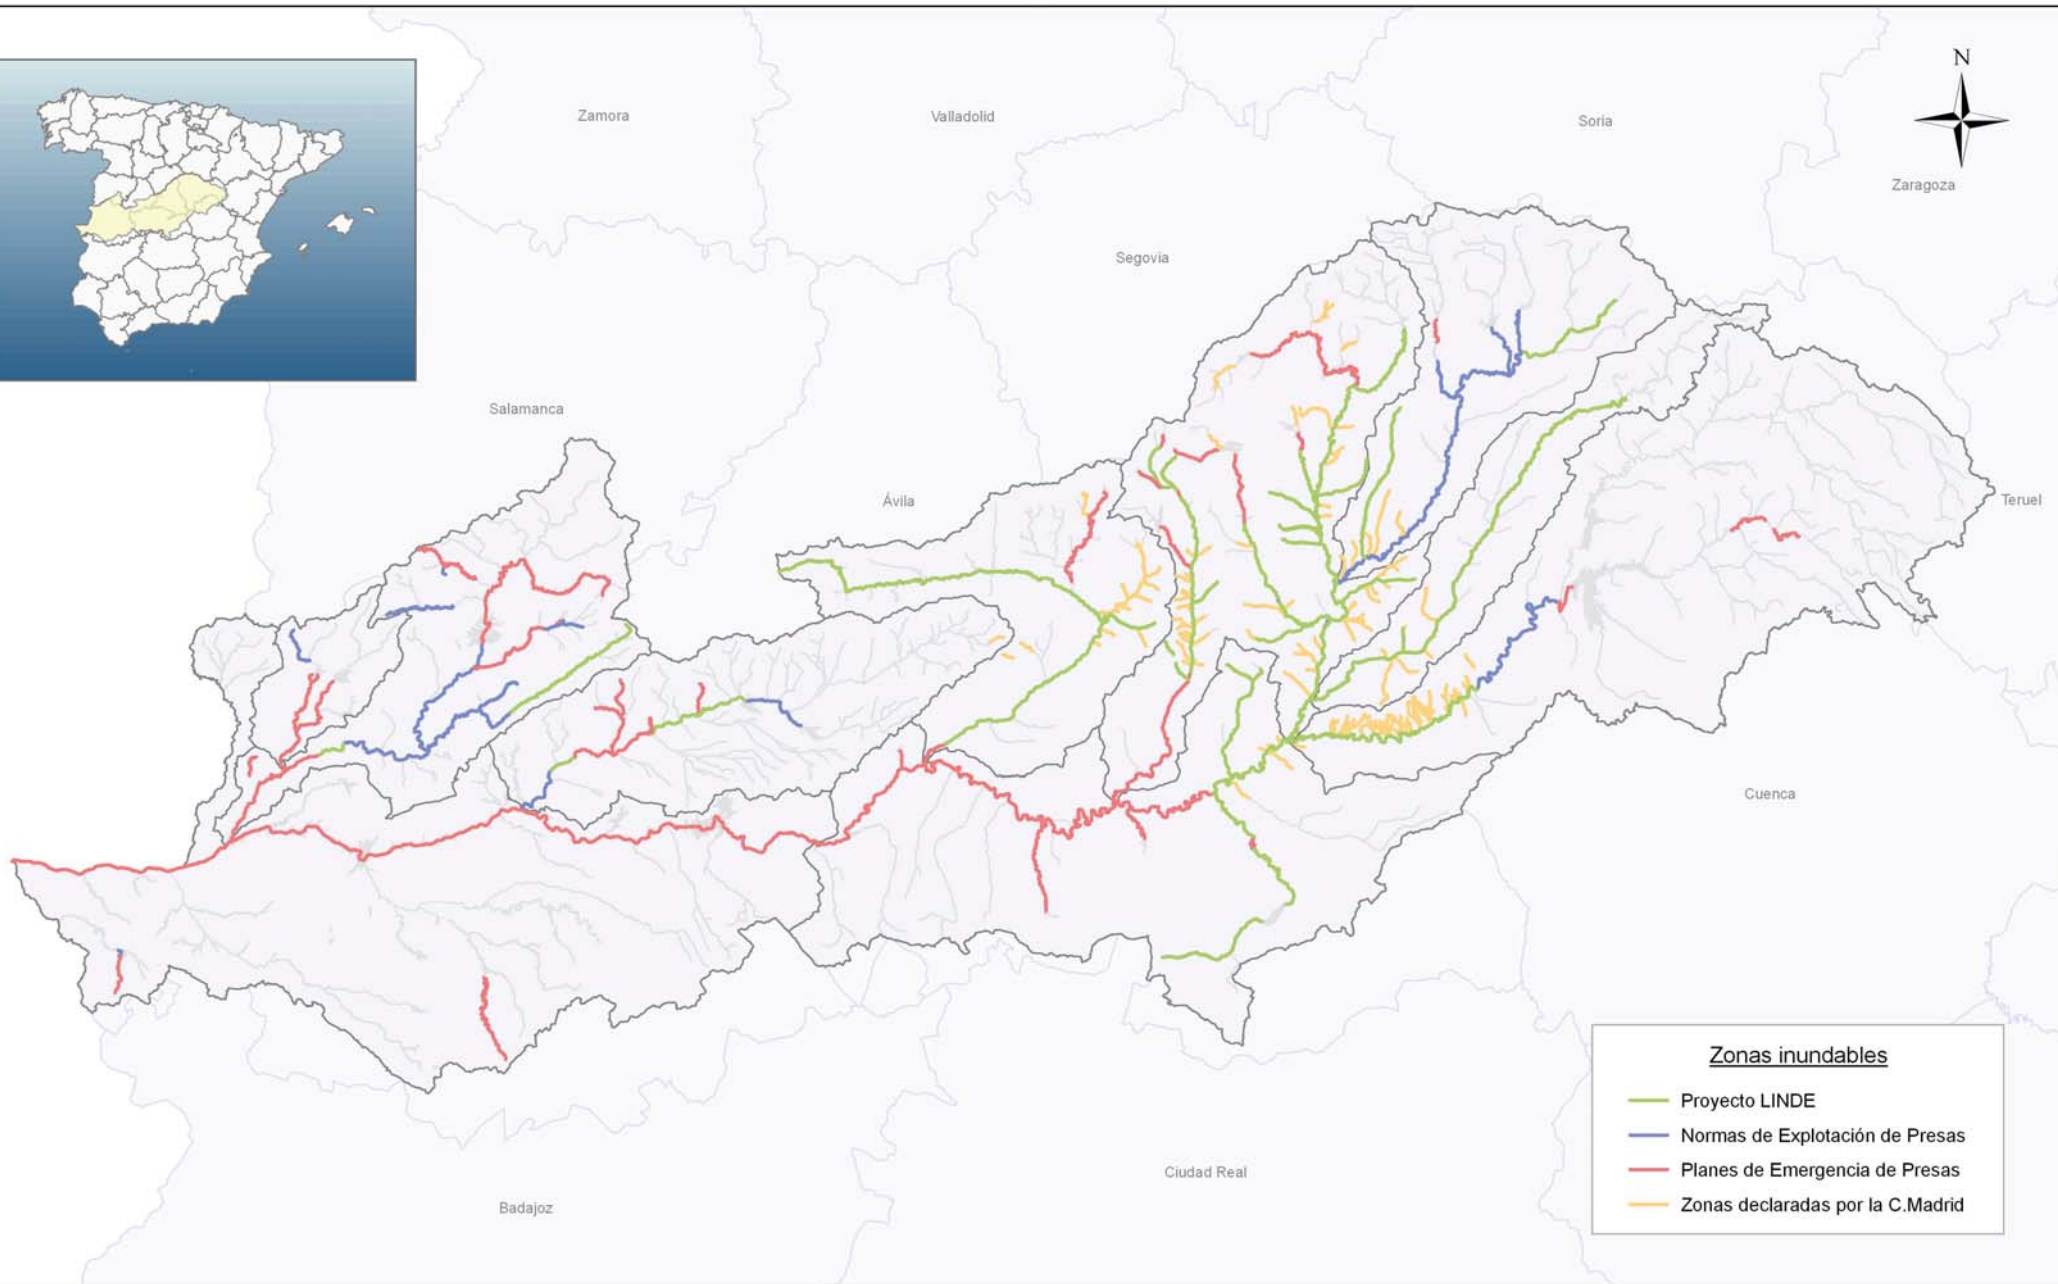 N
Zamora
Valladolid
Soria
Zaragoza
Segovia
Salamanca
Ávila
Teruel
Cuenca
Ciudad Real
Badajoz
Zonas inundables
Proyecto LINDE
Normas de Explotación de Presas
Planes de Emergencia de Presas
Zonas declaradas por la C.Madrid